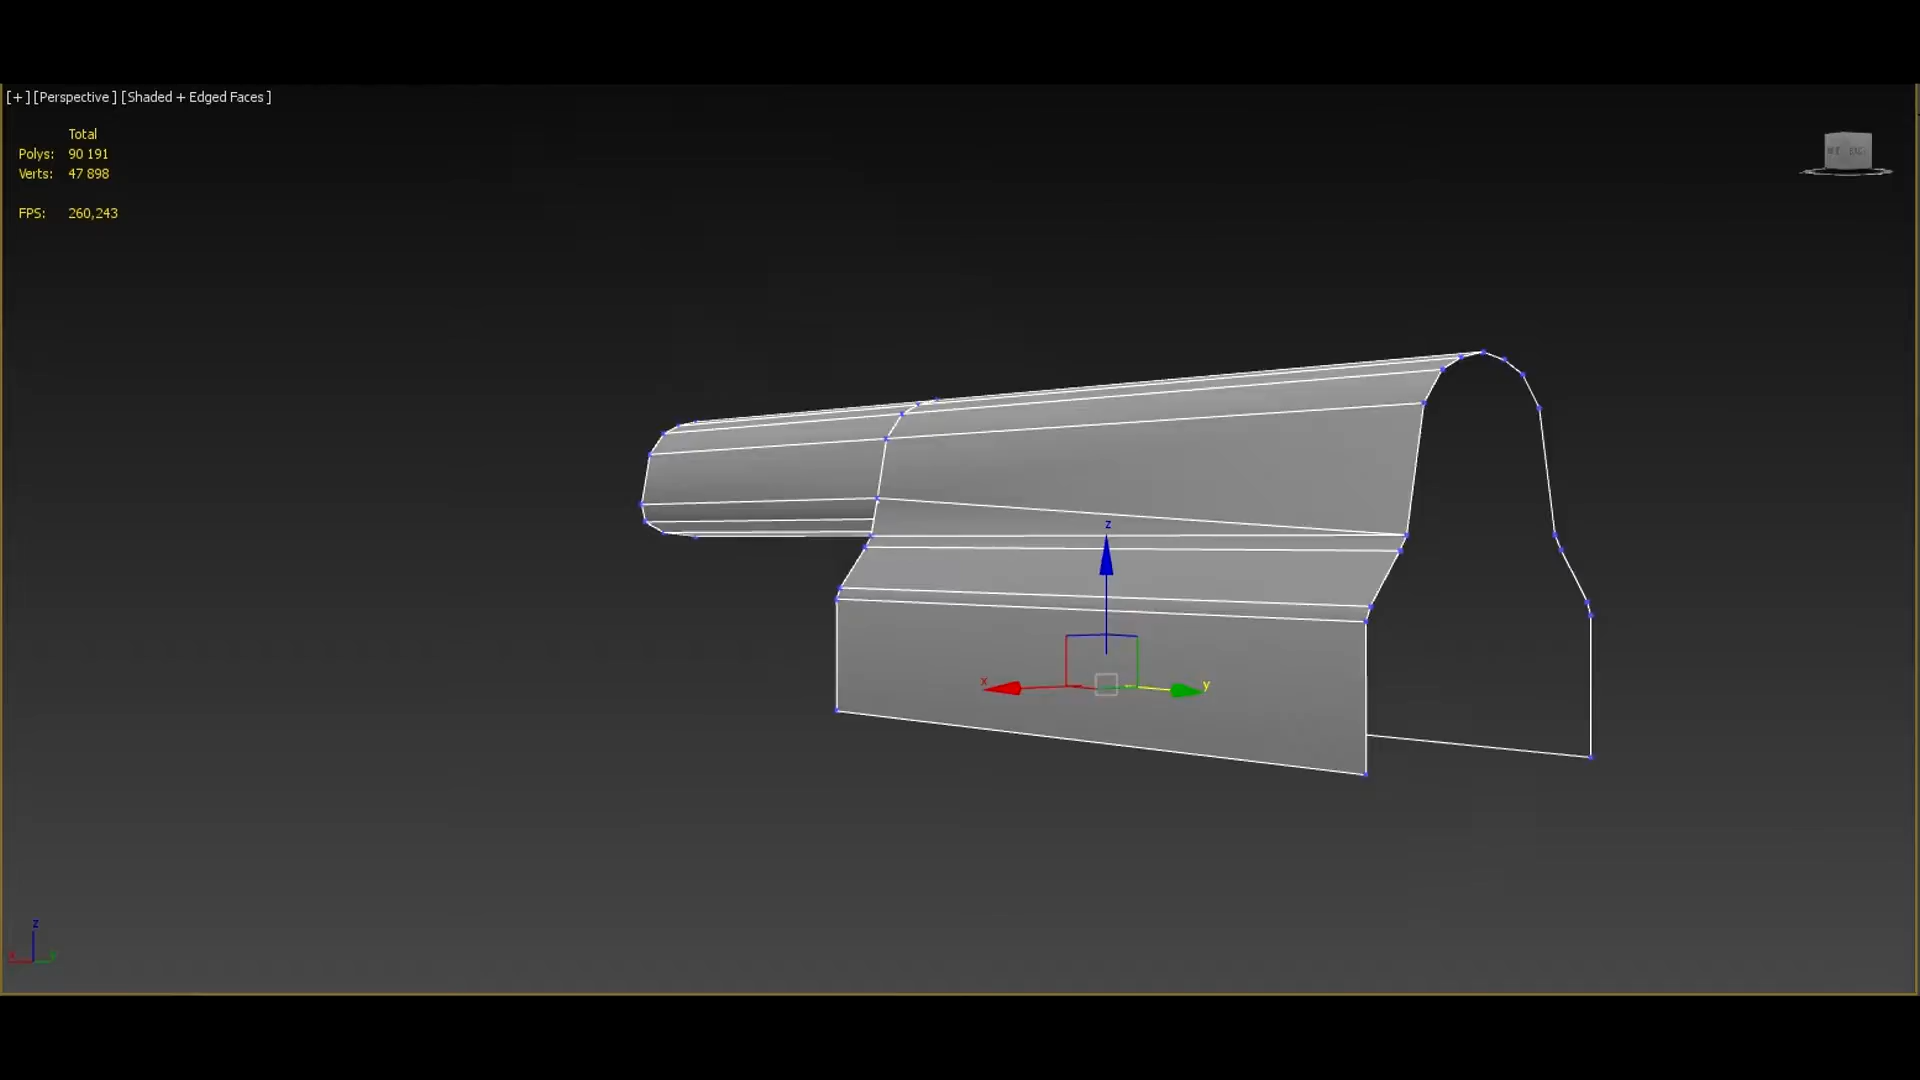 [+] [Perspective] [Shaded + Edged Faces]
Total
Polys: 90 191
Verts: 47 898
FPS: 260,243
z
x
y
z
x
y